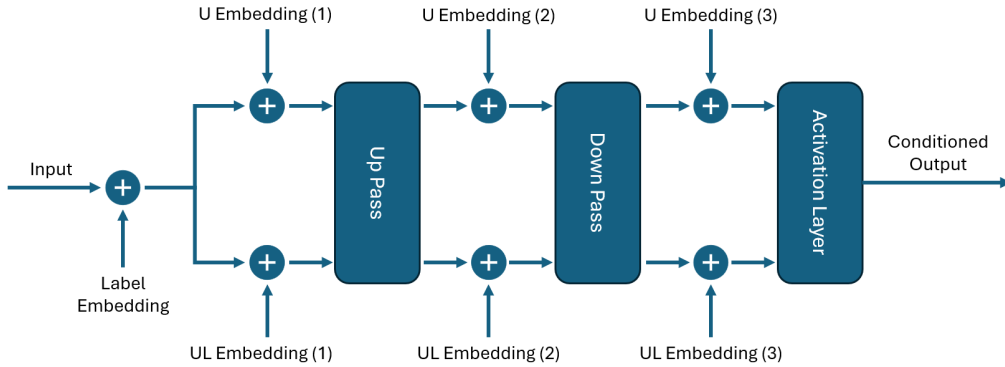 U Embedding (1)
U Embedding (2)
U Embedding (3)
Input
Label
Embedding
Up Pass
Down Pass
Activation Layer
Conditioned
Output
UL Embedding (1)
UL Embedding (2)
UL Embedding (3)